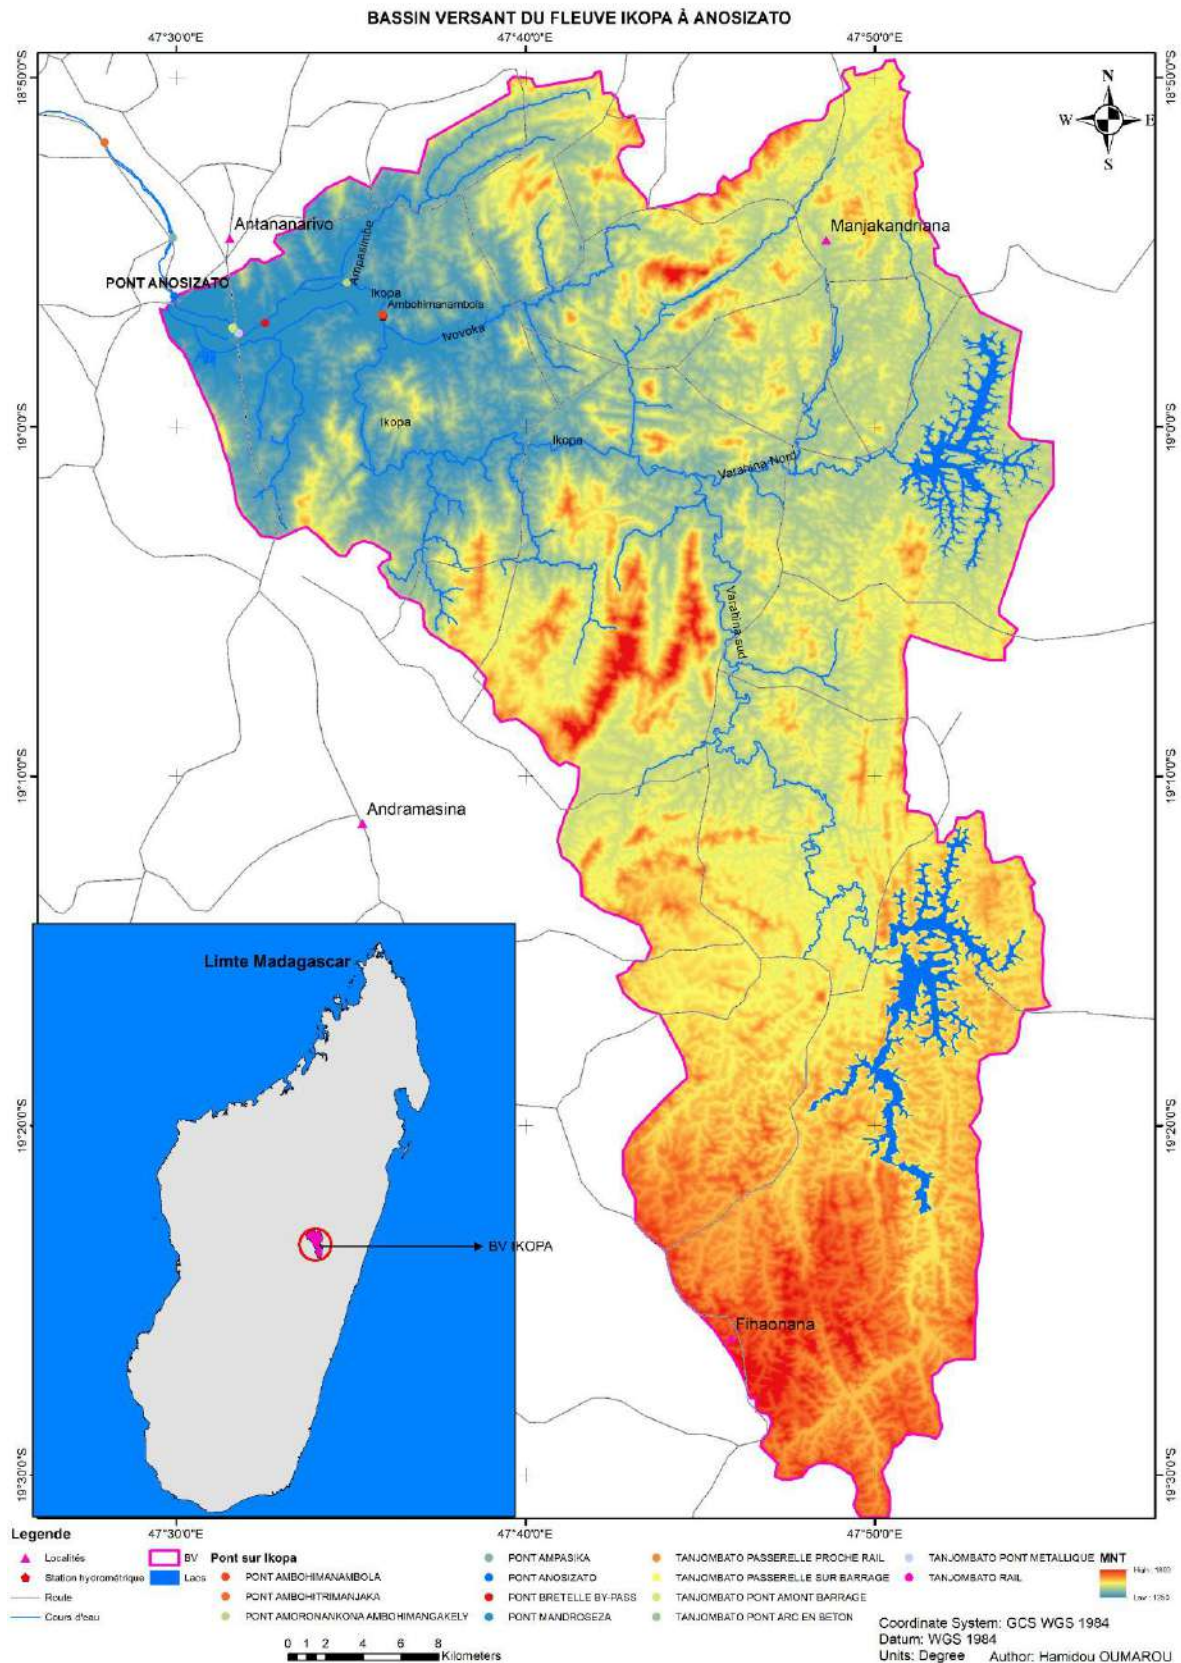 BASSIN VERSANT DU FLEUVE IKOPA À ANOSIZATO
47°30'0"E
47°40'0"E
47°50'0"E
18°50'0"S
18°50'0"S
N
W
E
S
Antananarivo
Manjakandriana
PONT ANOSIZATO
Ampasimbe
Ikopa
Ambohimanambola
Ivovoka
19°0'0"S
19°0'0"S
Ikopa
Ikopa
Varahina-Nord
Varahina-sud
19°10'0"S
19°10'0"S
Andramasina
Limte Madagascar
19°20'0"S
19°20'0"S
BV IKOPA
Fihaonana
19°30'0"S
19°30'0"S
47°30'0"E
47°40'0"E
47°50'0"E
Legende
Localités
Station hydrométrique
Route
Cours d'eau
BV
Lacs
Pont sur Ikopa
PONT AMBOHIMANAMBOLA
PONT AMBOHITRIMANJAKA
PONT AMORONANKONA AMBOHIMANGAKELY
PONT AMPASIKA
PONT ANOSIZATO
PONT BRETELLE BY-PASS
PONT MANDROSEZA
TANJOMBATO PASSERELLE PROCHE RAIL
TANJOMBATO PASSERELLE SUR BARRAGE
TANJOMBATO PONT AMONT BARRAGE
TANJOMBATO PONT ARC EN BETON
TANJOMBATO PONT METALLIQUE
TANJOMBATO RAIL
MNT
High : 1800
Low : 1250
0 1 2 4 6 8
Kilometers
Coordinate System: GCS WGS 1984
Datum: WGS 1984
Units: Degree
Author: Hamidou OUMAROU